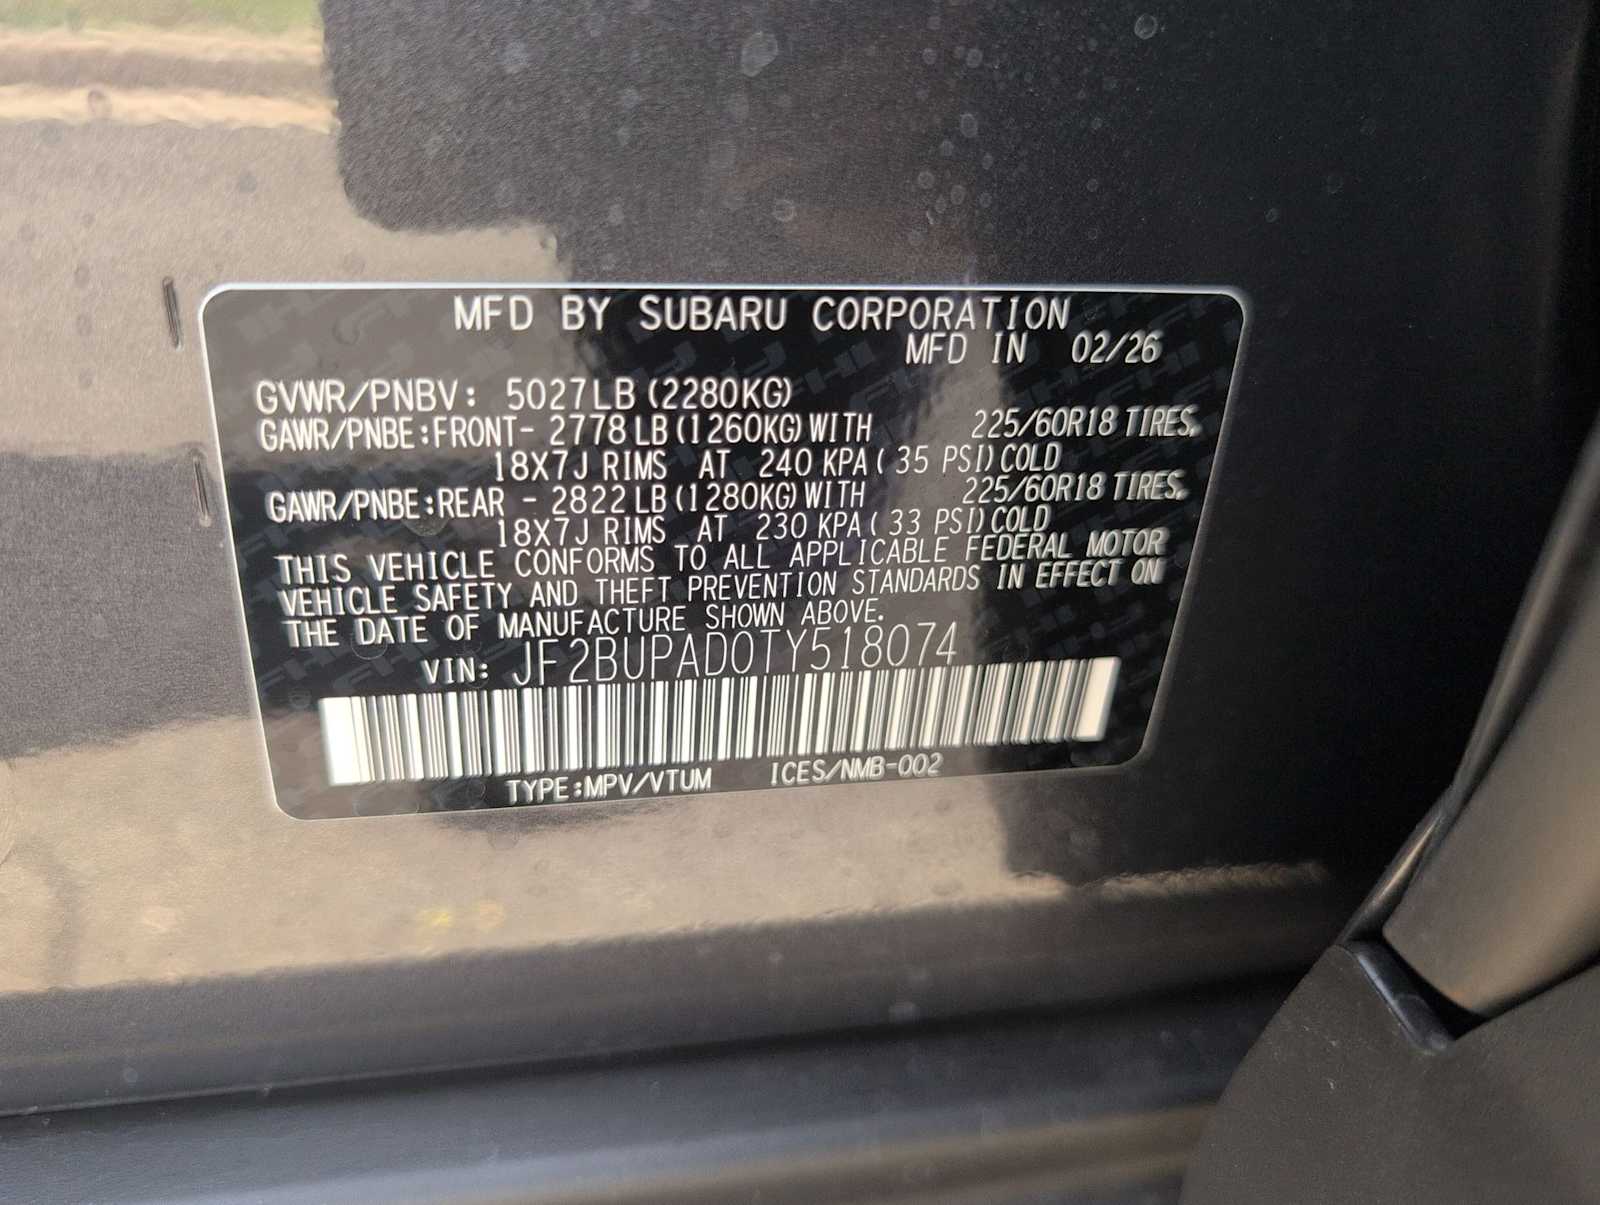 MFD BY SUBARU CORPORATION
MFD IN 02/26
GVWR/PNBV: 5027LB (2280KG)
GAWR/PNBE:FRONT- 2778LB (1260KG) WITH 225/60R18 TIRES,
18X7J RIMS AT 240 KPA ( 35 PSI) COLD
GAWR/PNBE:REAR - 2822LB (1280KG) WITH 225/60R18 TIRES,
18X7J RIMS AT 230 KPA ( 33 PSI) COLD
THIS VEHICLE CONFORMS TO ALL APPLICABLE FEDERAL MOTOR
VEHICLE SAFETY AND THEFT PREVENTION STANDARDS IN EFFECT ON
THE DATE OF MANUFACTURE SHOWN ABOVE.
VIN: JF2BUPAD0TY518074
TYPE:MPV/VTUM ICES/NMB-002